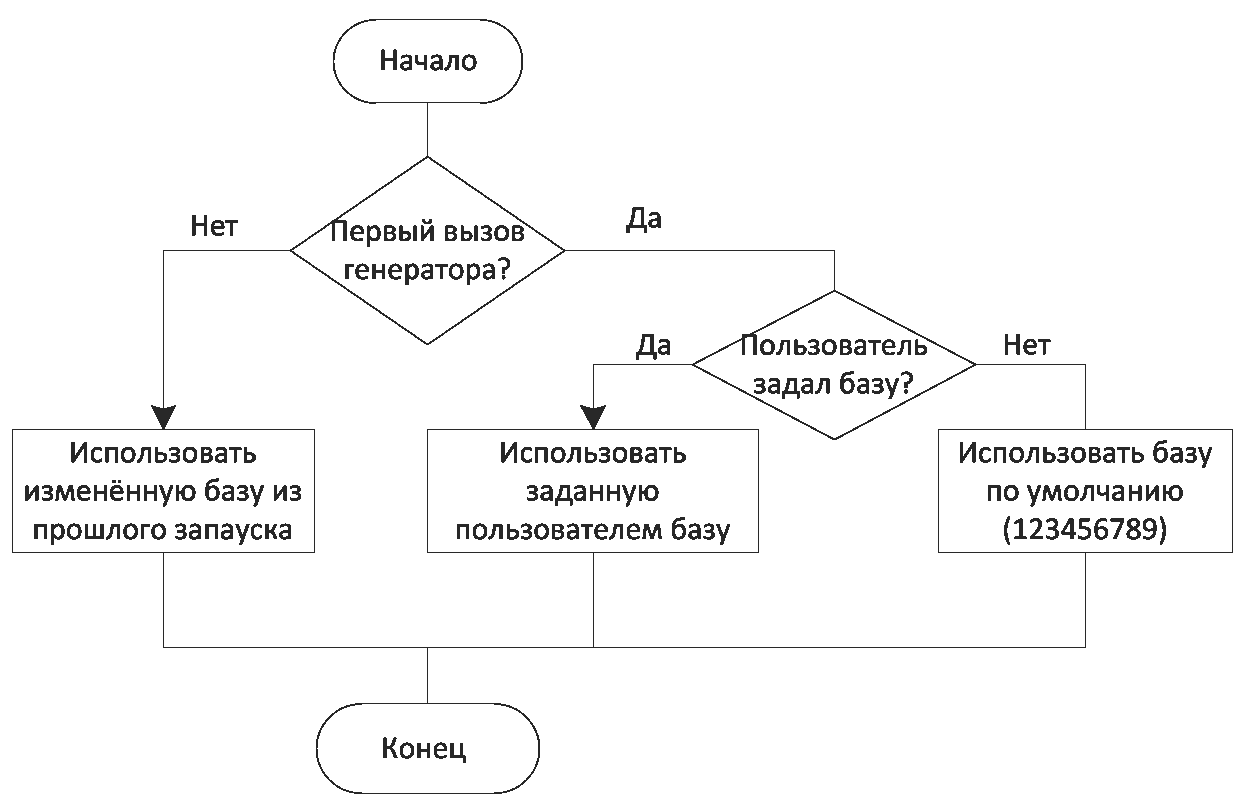 Начало
Нет
Да
Первый вызов
генератора?
Да
Пользователь
задал базу?
Нет
Использовать
изменённую базу из
прошлого запауска
Использовать
заданную
пользователем базу
Использовать базу
по умолчанию
(123456789)
Конец